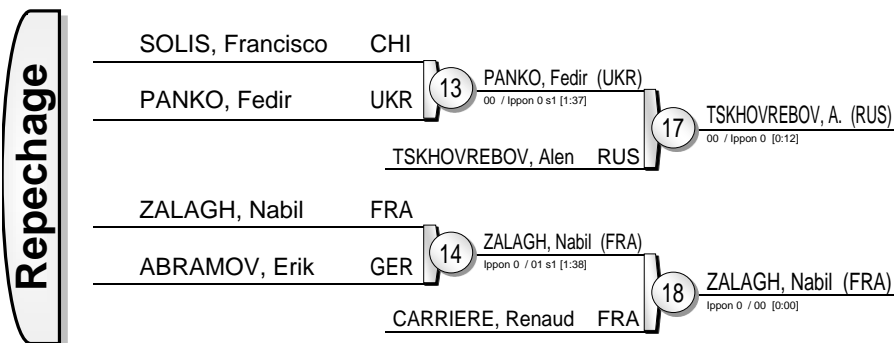 Repechage
SOLIS, Francisco CHI
PANKO, Fedir UKR
13
PANKO, Fedir (UKR)
00 / Ippon 0 s1 [1:37]
TSKHOVREBOV, Alen RUS
17
TSKHOVREBOV, A. (RUS)
00 / Ippon 0 [0:12]
ZALAGH, Nabil FRA
ABRAMOV, Erik GER
14
ZALAGH, Nabil (FRA)
Ippon 0 / 01 s1 [1:38]
CARRIERE, Renaud FRA
18
ZALAGH, Nabil (FRA)
Ippon 0 / 00 [0:00]